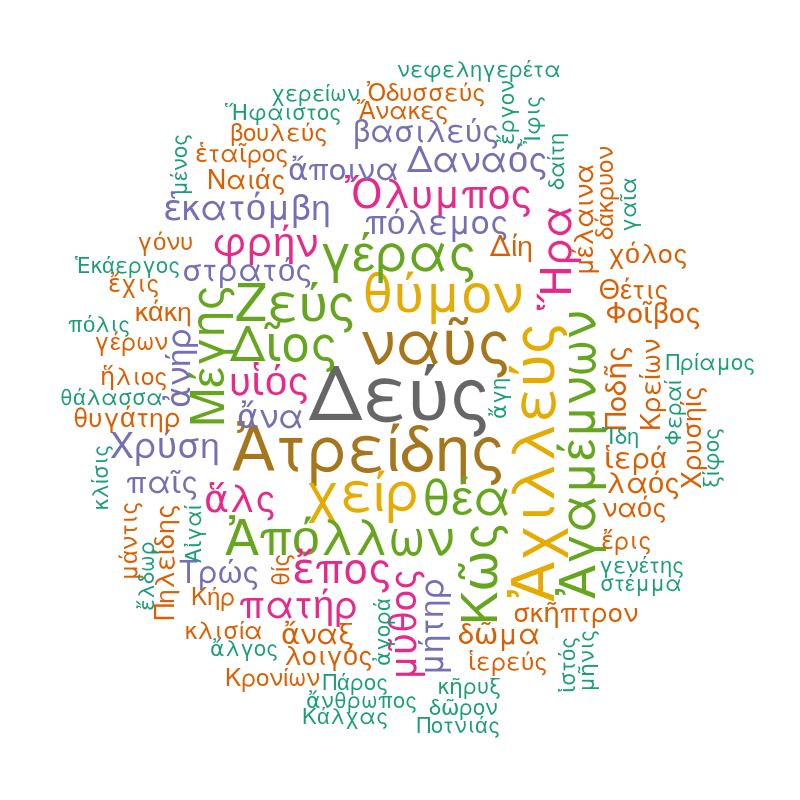 νεφεληγερέτα
χερείων
Ὀδυσσεύς
Ἥφαιστος
Ἄνακες
ἔργον
Ἶφις
βουλεύς
βασιλεύς
δαίτη
μένος
ἑταῖρος
ἄποινα
Δαναός
δάκρυον
Ναιάς
Ὄλυμπος
μέλαινα
γαῖα
ἑκατόμβη
πόλεμος
γόνυ
φρήν
γέρας
Δίη
Ἥρα
χόλος
Ἑκάεργος
στρατός
ἔχις
Ζεύς
θύμον
Θέτις
κάκη
Μέγης
Φοῖβος
πόλις
γέρων
Δῖος
ναῦς
Ἀχιλλεύς
Ἀγαμέμνων
Πρίαμος
ἀνήρ
ἥλιος
υἱός
Δεύς
ἄγη
Ποδῆς
Κρείων
Φεραί
Χρυσηίς
θάλασσα
θυγάτηρ
ἄνα
Χρύση
Ἀτρείδης
Ἴδη
ἱερά
ξίφος
κλίσις
παῖς
ἅλς
χείρ
θέα
λαός
ναός
μάντις
Πηληΐδης
Αἰγαί
Ἀπόλλων
Κῶς
ἔρις
ἔλδωρ
Τρώς
θίς
ἔπος
γενέτης
στέμμα
Κήρ
πατήρ
ἀγορά
μῦθος
μήτηρ
σκῆπτρον
κλισία
ἄναξ
δῶμα
ἄλγος
λοιγός
ἱερεύς
ἱστός
μῆνις
Κρονίων
Πάρος
κῆρυξ
ἄνθρωπος
δῶρον
Κάλχας
Ποτνιάς